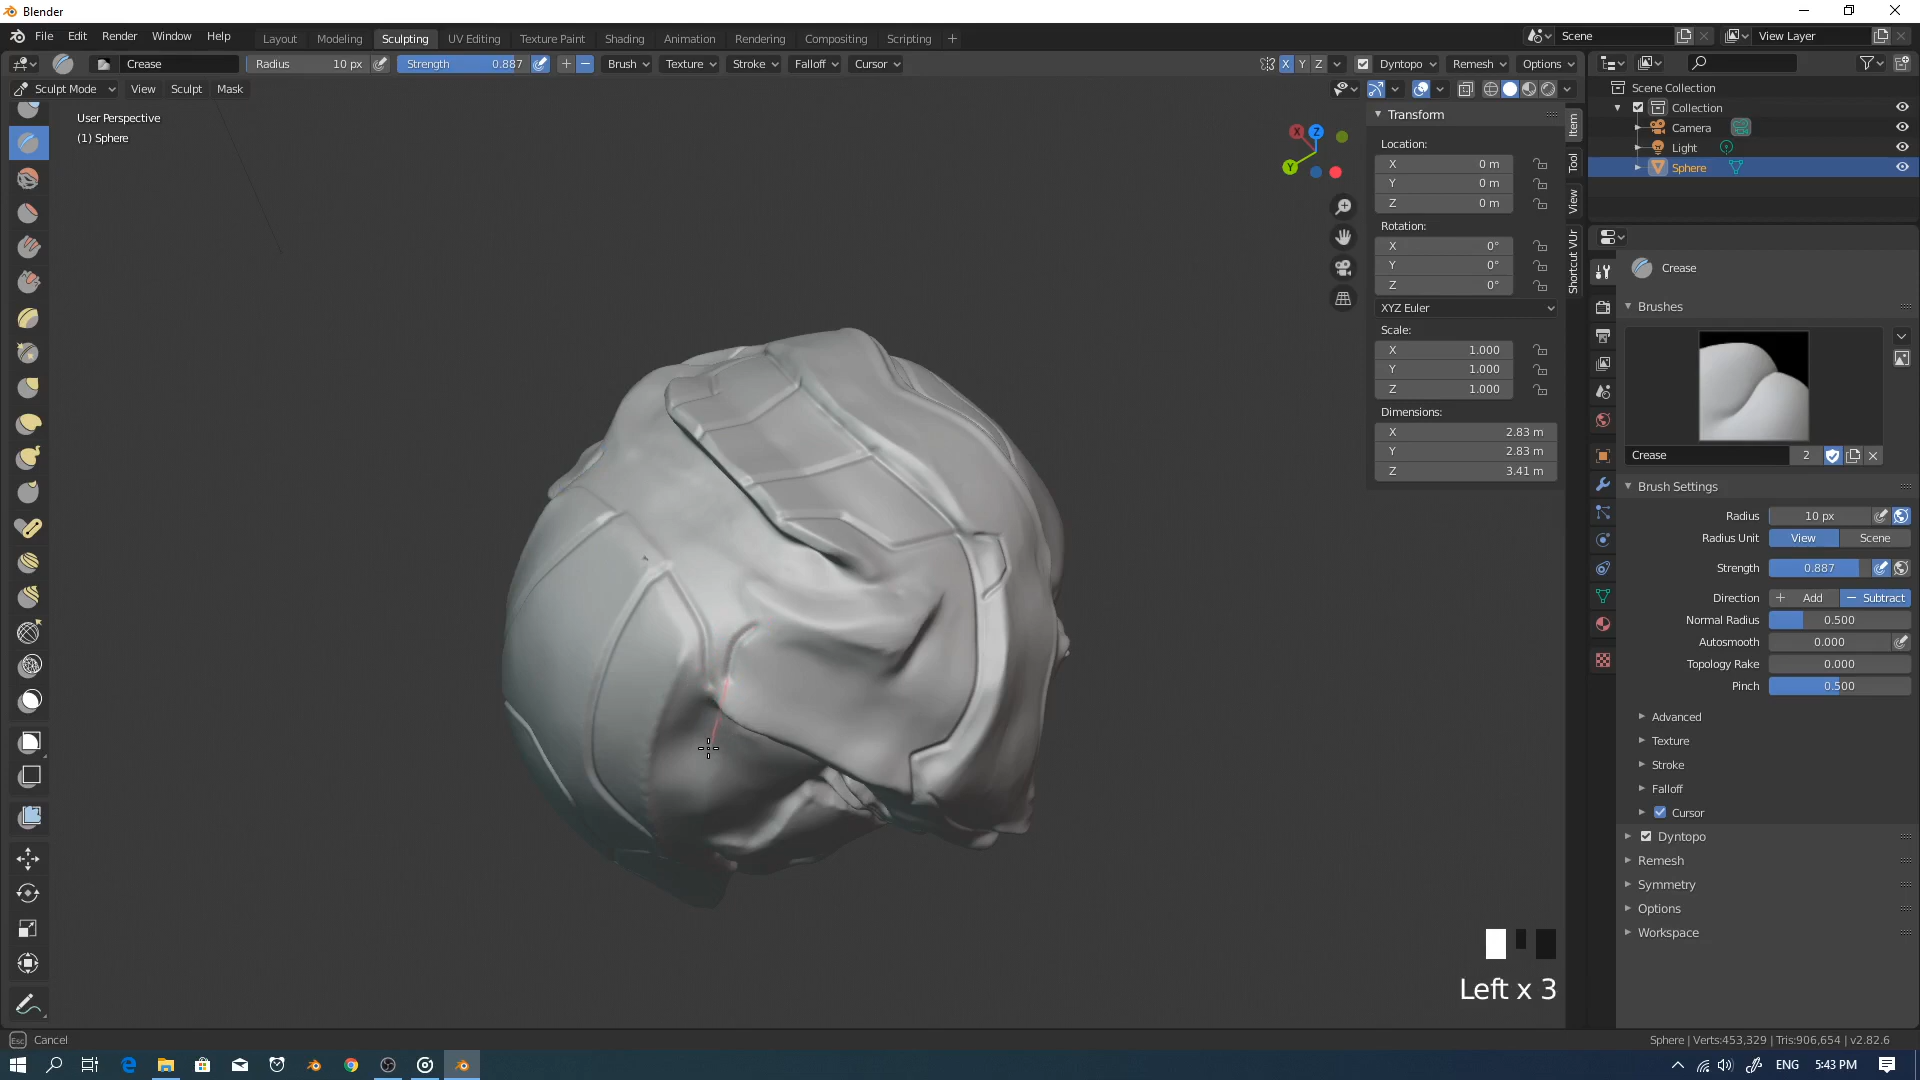 Blender
File Edit Render Window Help
Layout Modeling Sculpting UV Editing Texture Paint Shading Animation Rendering Compositing Scripting +
Scene
View Layer
Crease
Radius 10 px
Strength 0.887
Brush Texture Stroke Falloff Cursor
X Y Z
Dyntopo Remesh Options
Sculpt Mode View Sculpt Mask
User Perspective
(1) Sphere
X Z Y
Transform
Location:
X 0 m
Y 0 m
Z 0 m
Rotation:
X 0°
Y 0°
Z 0°
XYZ Euler
Scale:
X 1.000
Y 1.000
Z 1.000
Dimensions:
X 2.83 m
Y 2.83 m
Z 3.41 m
Item
Tool
View
Shortcut VUr
Scene Collection
Collection
Camera
Light
Sphere
Crease
Brushes
Crease 2
Brush Settings
Radius 10 px
Radius Unit View Scene
Strength 0.887
Direction + Add − Subtract
Normal Radius 0.500
Autosmooth 0.000
Topology Rake 0.000
Pinch 0.500
Advanced
Texture
Stroke
Falloff
Cursor
Dyntopo
Remesh
Symmetry
Options
Workspace
Left x 3
Esc Cancel
Sphere | Verts:453,329 | Tris:906,654 | v2.82.6
ENG 5:43 PM